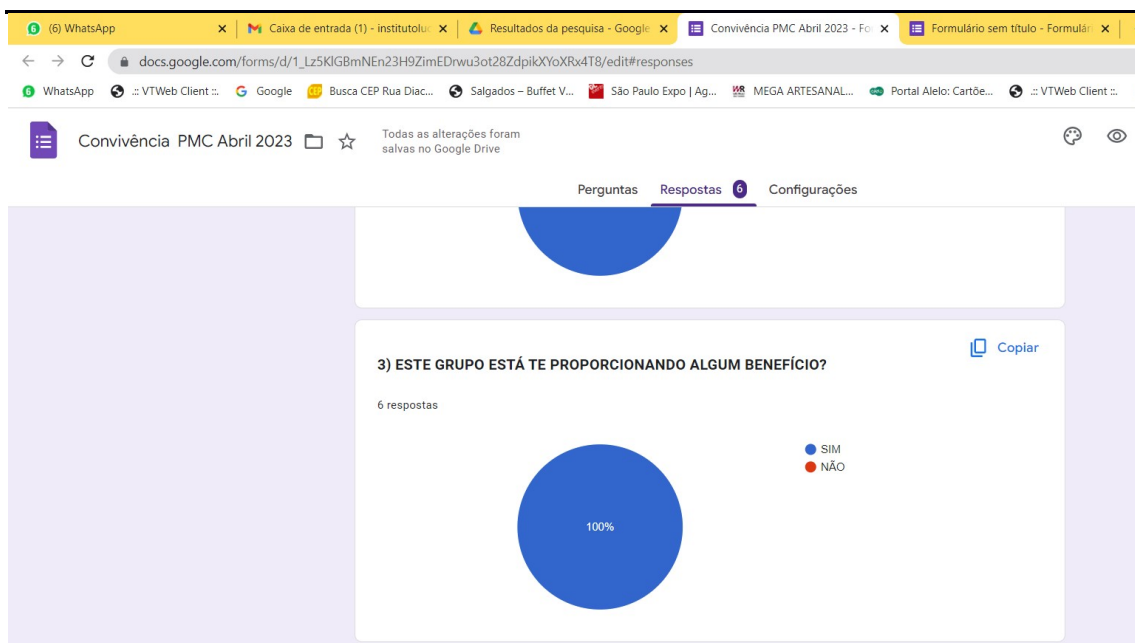 (6) WhatsApp
Caixa de entrada (1) - institutoluc
Resultados da pesquisa - Google
Convivência PMC Abril 2023 - Fo
Formulário sem título - Formulári
docs.google.com/forms/d/1_Lz5KlGBmNEn23H9ZimEDrwu3ot28ZdpikXYoXRx4T8/edit#responses
WhatsApp
.:: VTWeb Client ::.
Google
Busca CEP Rua Diac...
Salgados – Buffet V...
São Paulo Expo | Ag...
MEGA ARTESANAL...
Portal Alelo: Cartõe...
.:: VTWeb Client ::.
Convivência PMC Abril 2023
Todas as alterações foram
salvas no Google Drive
Perguntas Respostas 6 Configurações
Copiar
3) ESTE GRUPO ESTÁ TE PROPORCIONANDO ALGUM BENEFÍCIO?
6 respostas
SIM
NÃO
100%